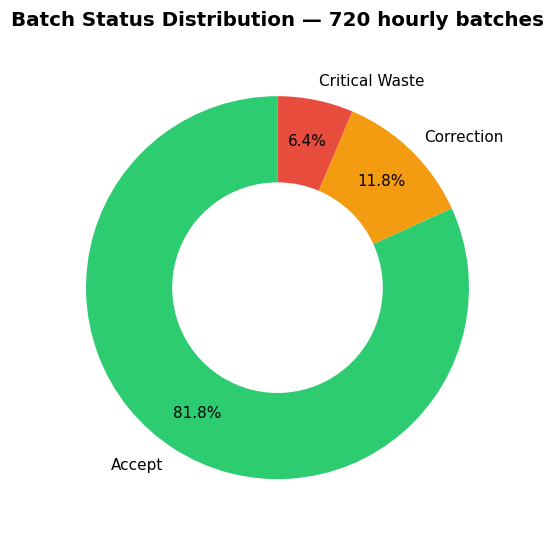 Batch Status Distribution — 720 hourly batches
Critical Waste
6.4%
Correction
11.8%
81.8%
Accept